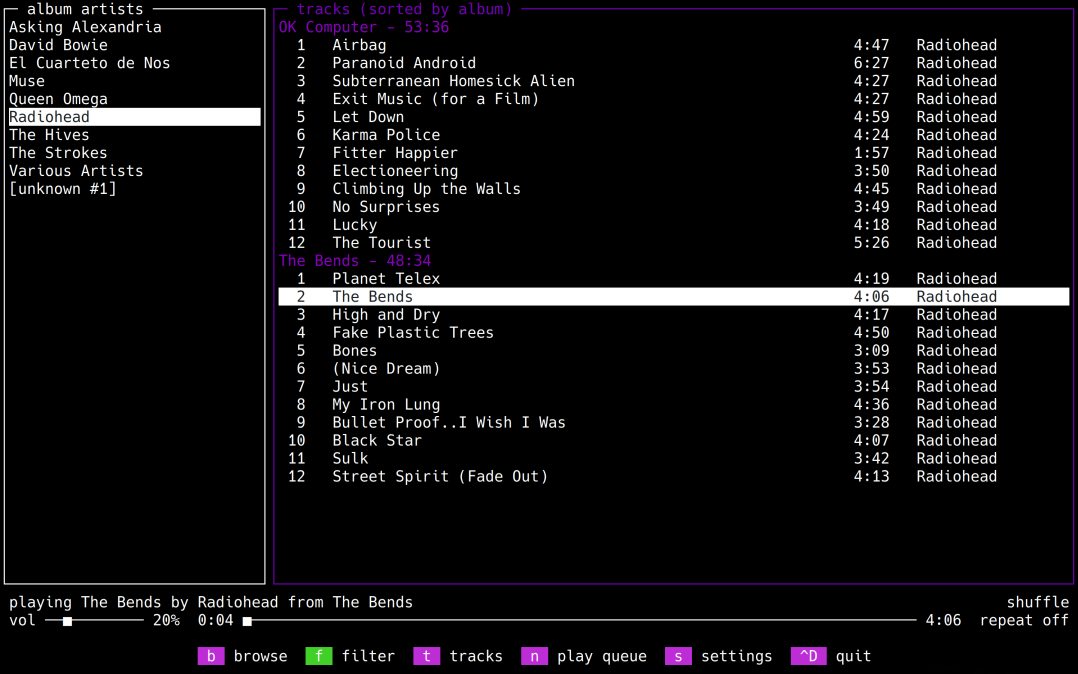 album artists
Asking Alexandria
David Bowie
El Cuarteto de Nos
Muse
Queen Omega
Radiohead
The Hives
The Strokes
Various Artists
[unknown #1]
tracks (sorted by album)
OK Computer - 53:36
1 Airbag 4:47 Radiohead
2 Paranoid Android 6:27 Radiohead
3 Subterranean Homesick Alien 4:27 Radiohead
4 Exit Music (for a Film) 4:27 Radiohead
5 Let Down 4:59 Radiohead
6 Karma Police 4:24 Radiohead
7 Fitter Happier 1:57 Radiohead
8 Electioneering 3:50 Radiohead
9 Climbing Up the Walls 4:45 Radiohead
10 No Surprises 3:49 Radiohead
11 Lucky 4:18 Radiohead
12 The Tourist 5:26 Radiohead
The Bends - 48:34
1 Planet Telex 4:19 Radiohead
2 The Bends 4:06 Radiohead
3 High and Dry 4:17 Radiohead
4 Fake Plastic Trees 4:50 Radiohead
5 Bones 3:09 Radiohead
6 (Nice Dream) 3:53 Radiohead
7 Just 3:54 Radiohead
8 My Iron Lung 4:36 Radiohead
9 Bullet Proof..I Wish I Was 3:28 Radiohead
10 Black Star 4:07 Radiohead
11 Sulk 3:42 Radiohead
12 Street Spirit (Fade Out) 4:13 Radiohead
playing The Bends by Radiohead from The Bends shuffle
vol 20% 0:04 4:06 repeat off
b browse f filter t tracks n play queue s settings ^D quit